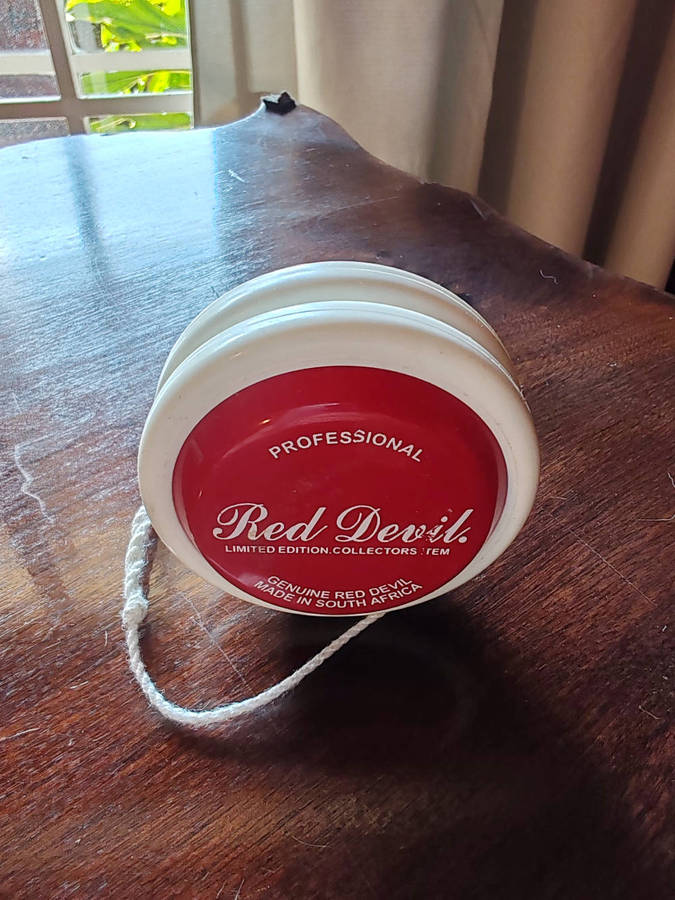 PROFESSIONAL
Red Devil.
LIMITED EDITION.COLLECTORS ITEM
GENUINE RED DEVIL
MADE IN SOUTH AFRICA